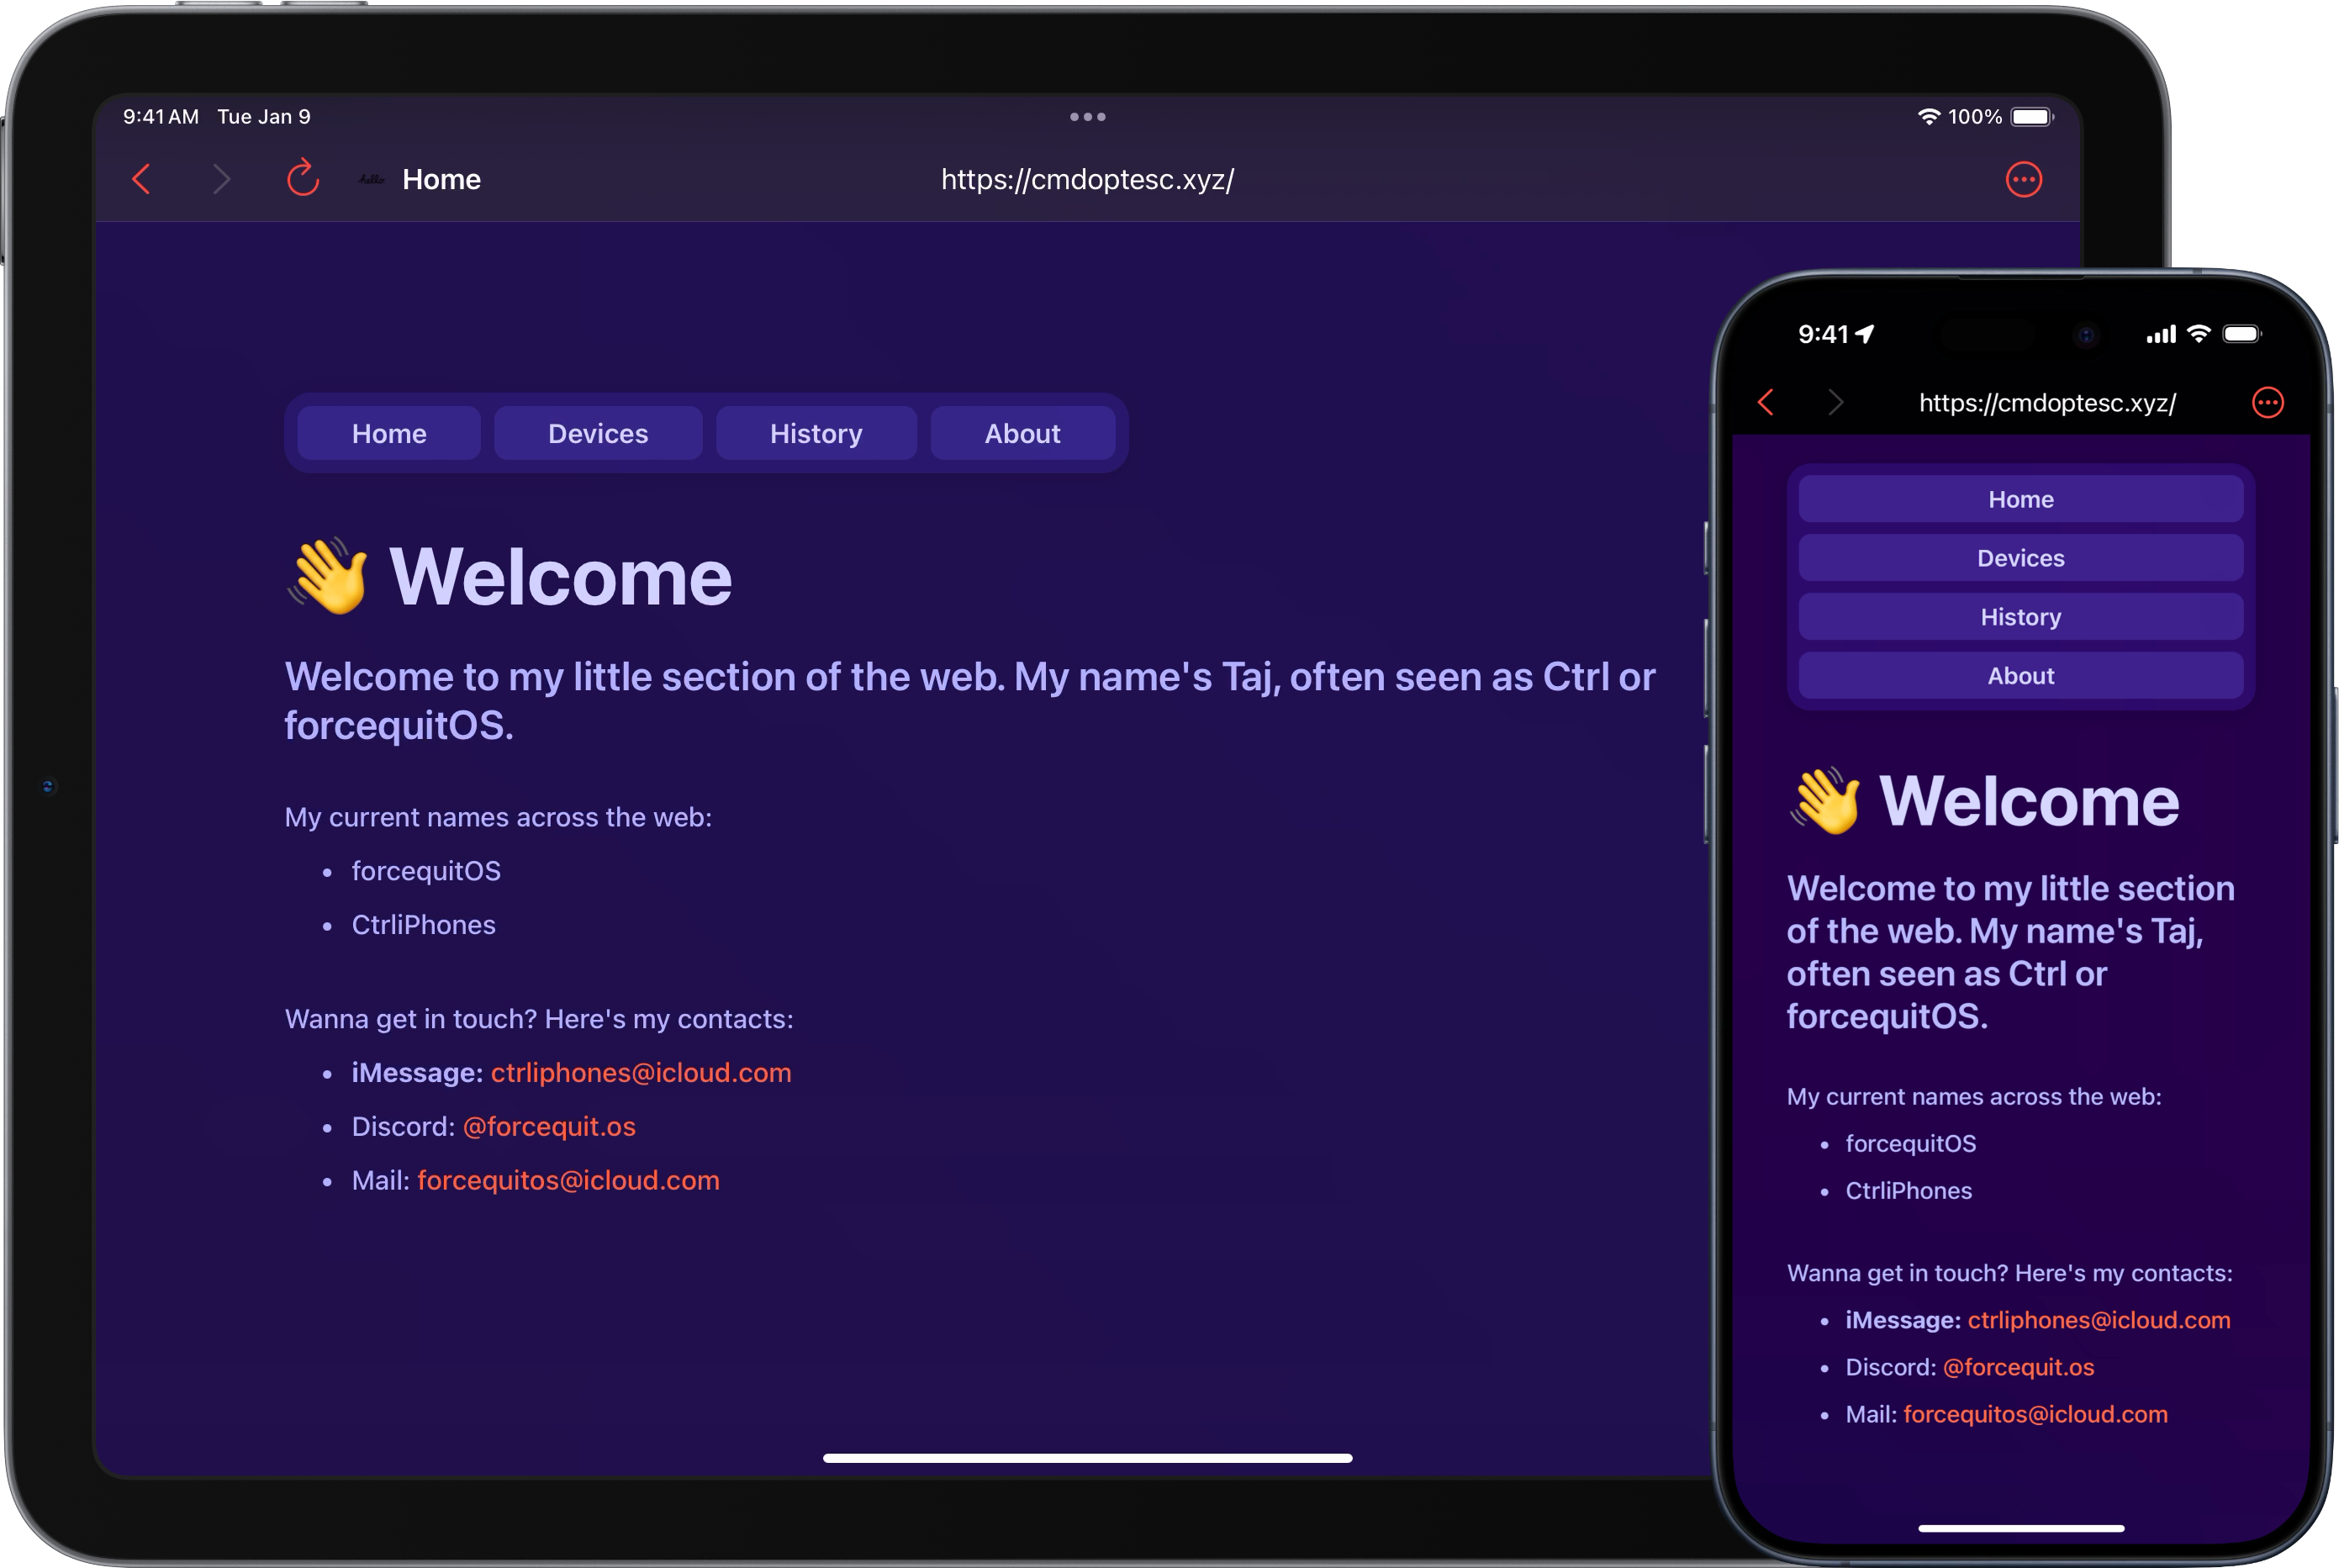 9:41 AM Tue Jan 9
100%
hello Home
https://cmdoptesc.xyz/
Home
Devices
History
About
👋 Welcome
Welcome to my little section of the web. My name's Taj, often seen as Ctrl or
forcequitOS.
My current names across the web:
• forcequitOS
• CtrliPhones
Wanna get in touch? Here's my contacts:
• iMessage: ctrliphones@icloud.com
• Discord: @forcequit.os
• Mail: forcequitos@icloud.com
9:41
https://cmdoptesc.xyz/
Home
Devices
History
About
👋 Welcome
Welcome to my little section
of the web. My name's Taj,
often seen as Ctrl or
forcequitOS.
My current names across the web:
• forcequitOS
• CtrliPhones
Wanna get in touch? Here's my contacts:
• iMessage: ctrliphones@icloud.com
• Discord: @forcequit.os
• Mail: forcequitos@icloud.com